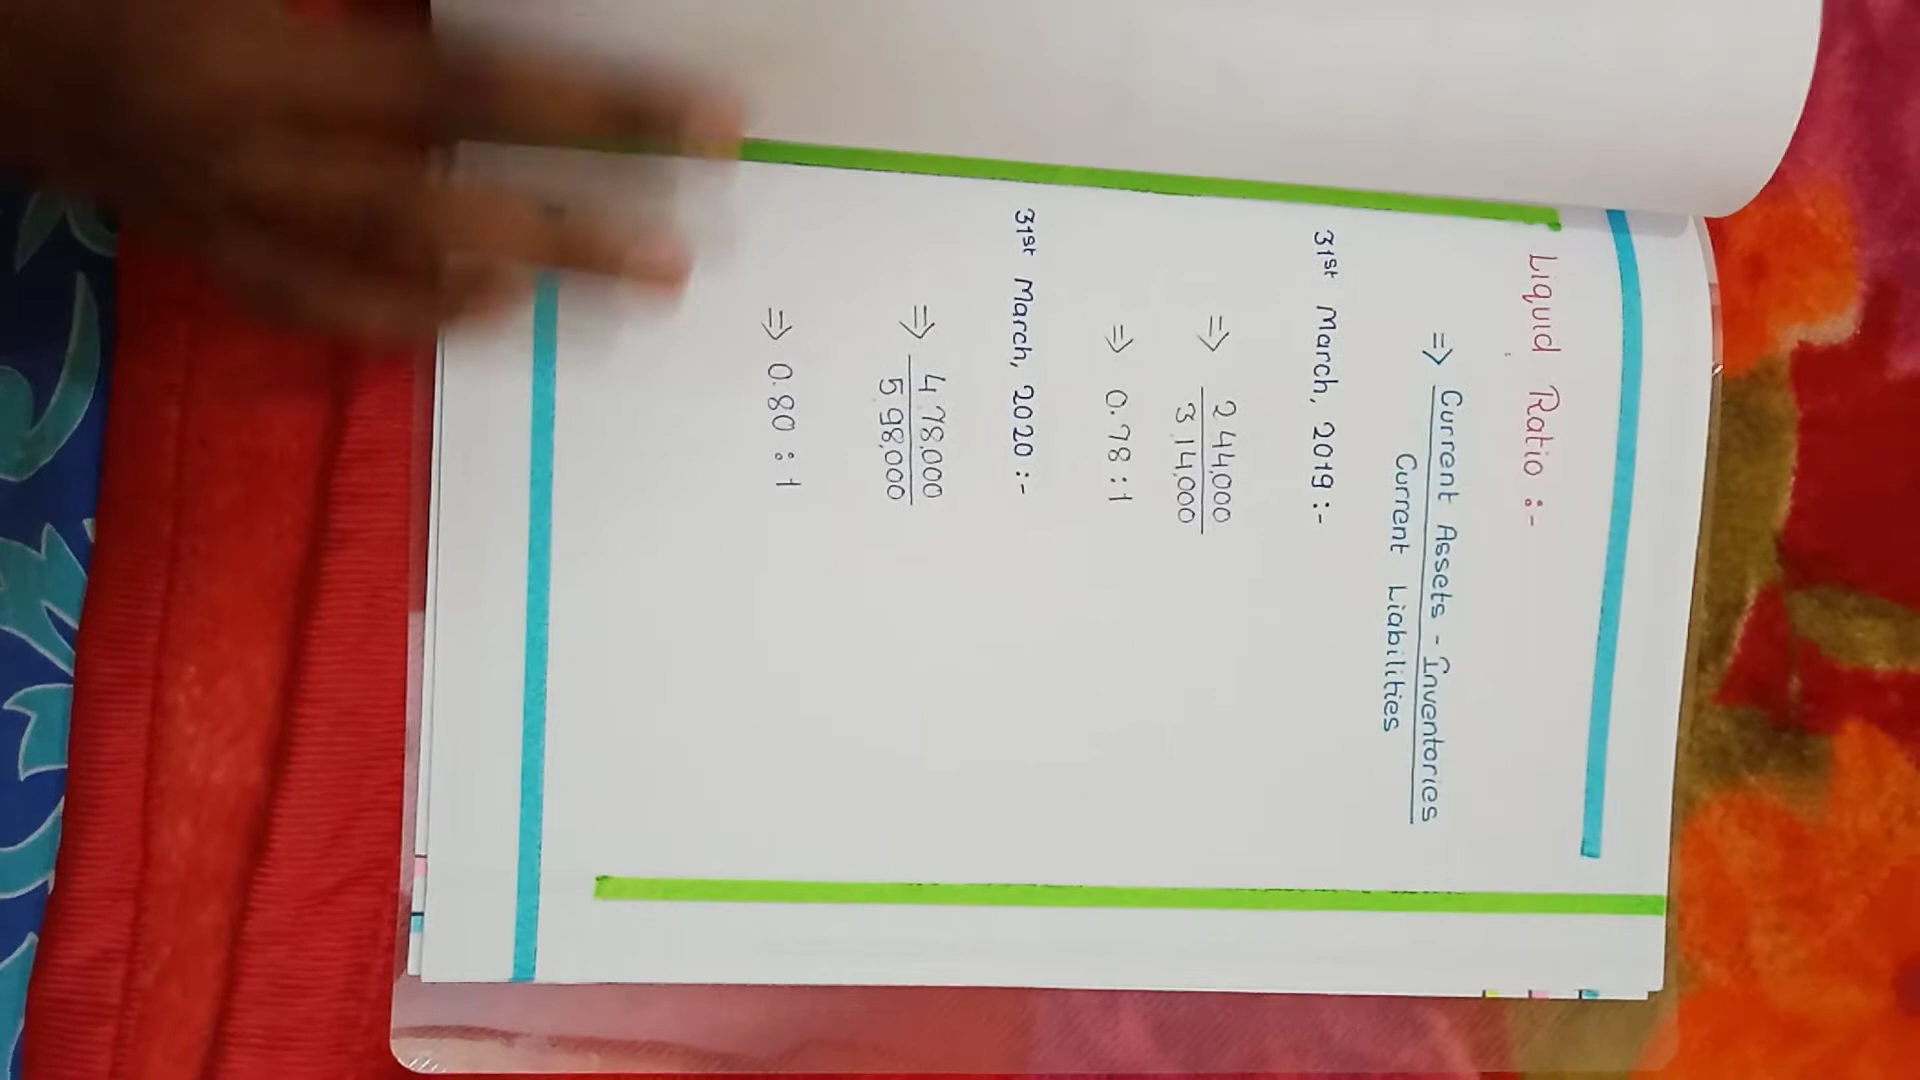 Liquid Ratio :-
=> Current Assets - Inventories
Current Liabilities
31st March, 2019 :-
=> 2 44,000
3,14,000
=> 0.78 : 1
31st March, 2020 :-
=> 4 78,000
5 98,000
=> 0.80 : 1